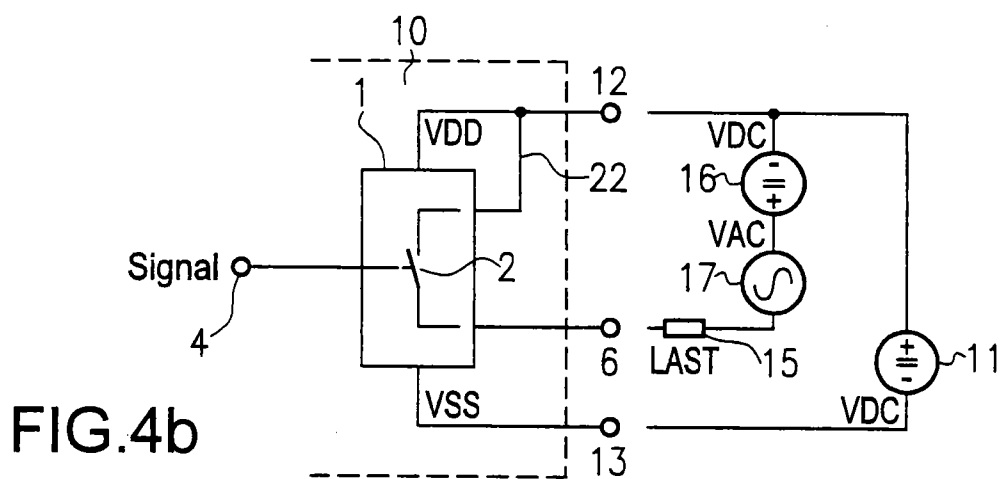 10
1
12
VDD
VDC
-
22
16
+
VAC
Signal
2
17
4
6
LAST
15
+
-
11
VSS
VDC
13
FIG.4b